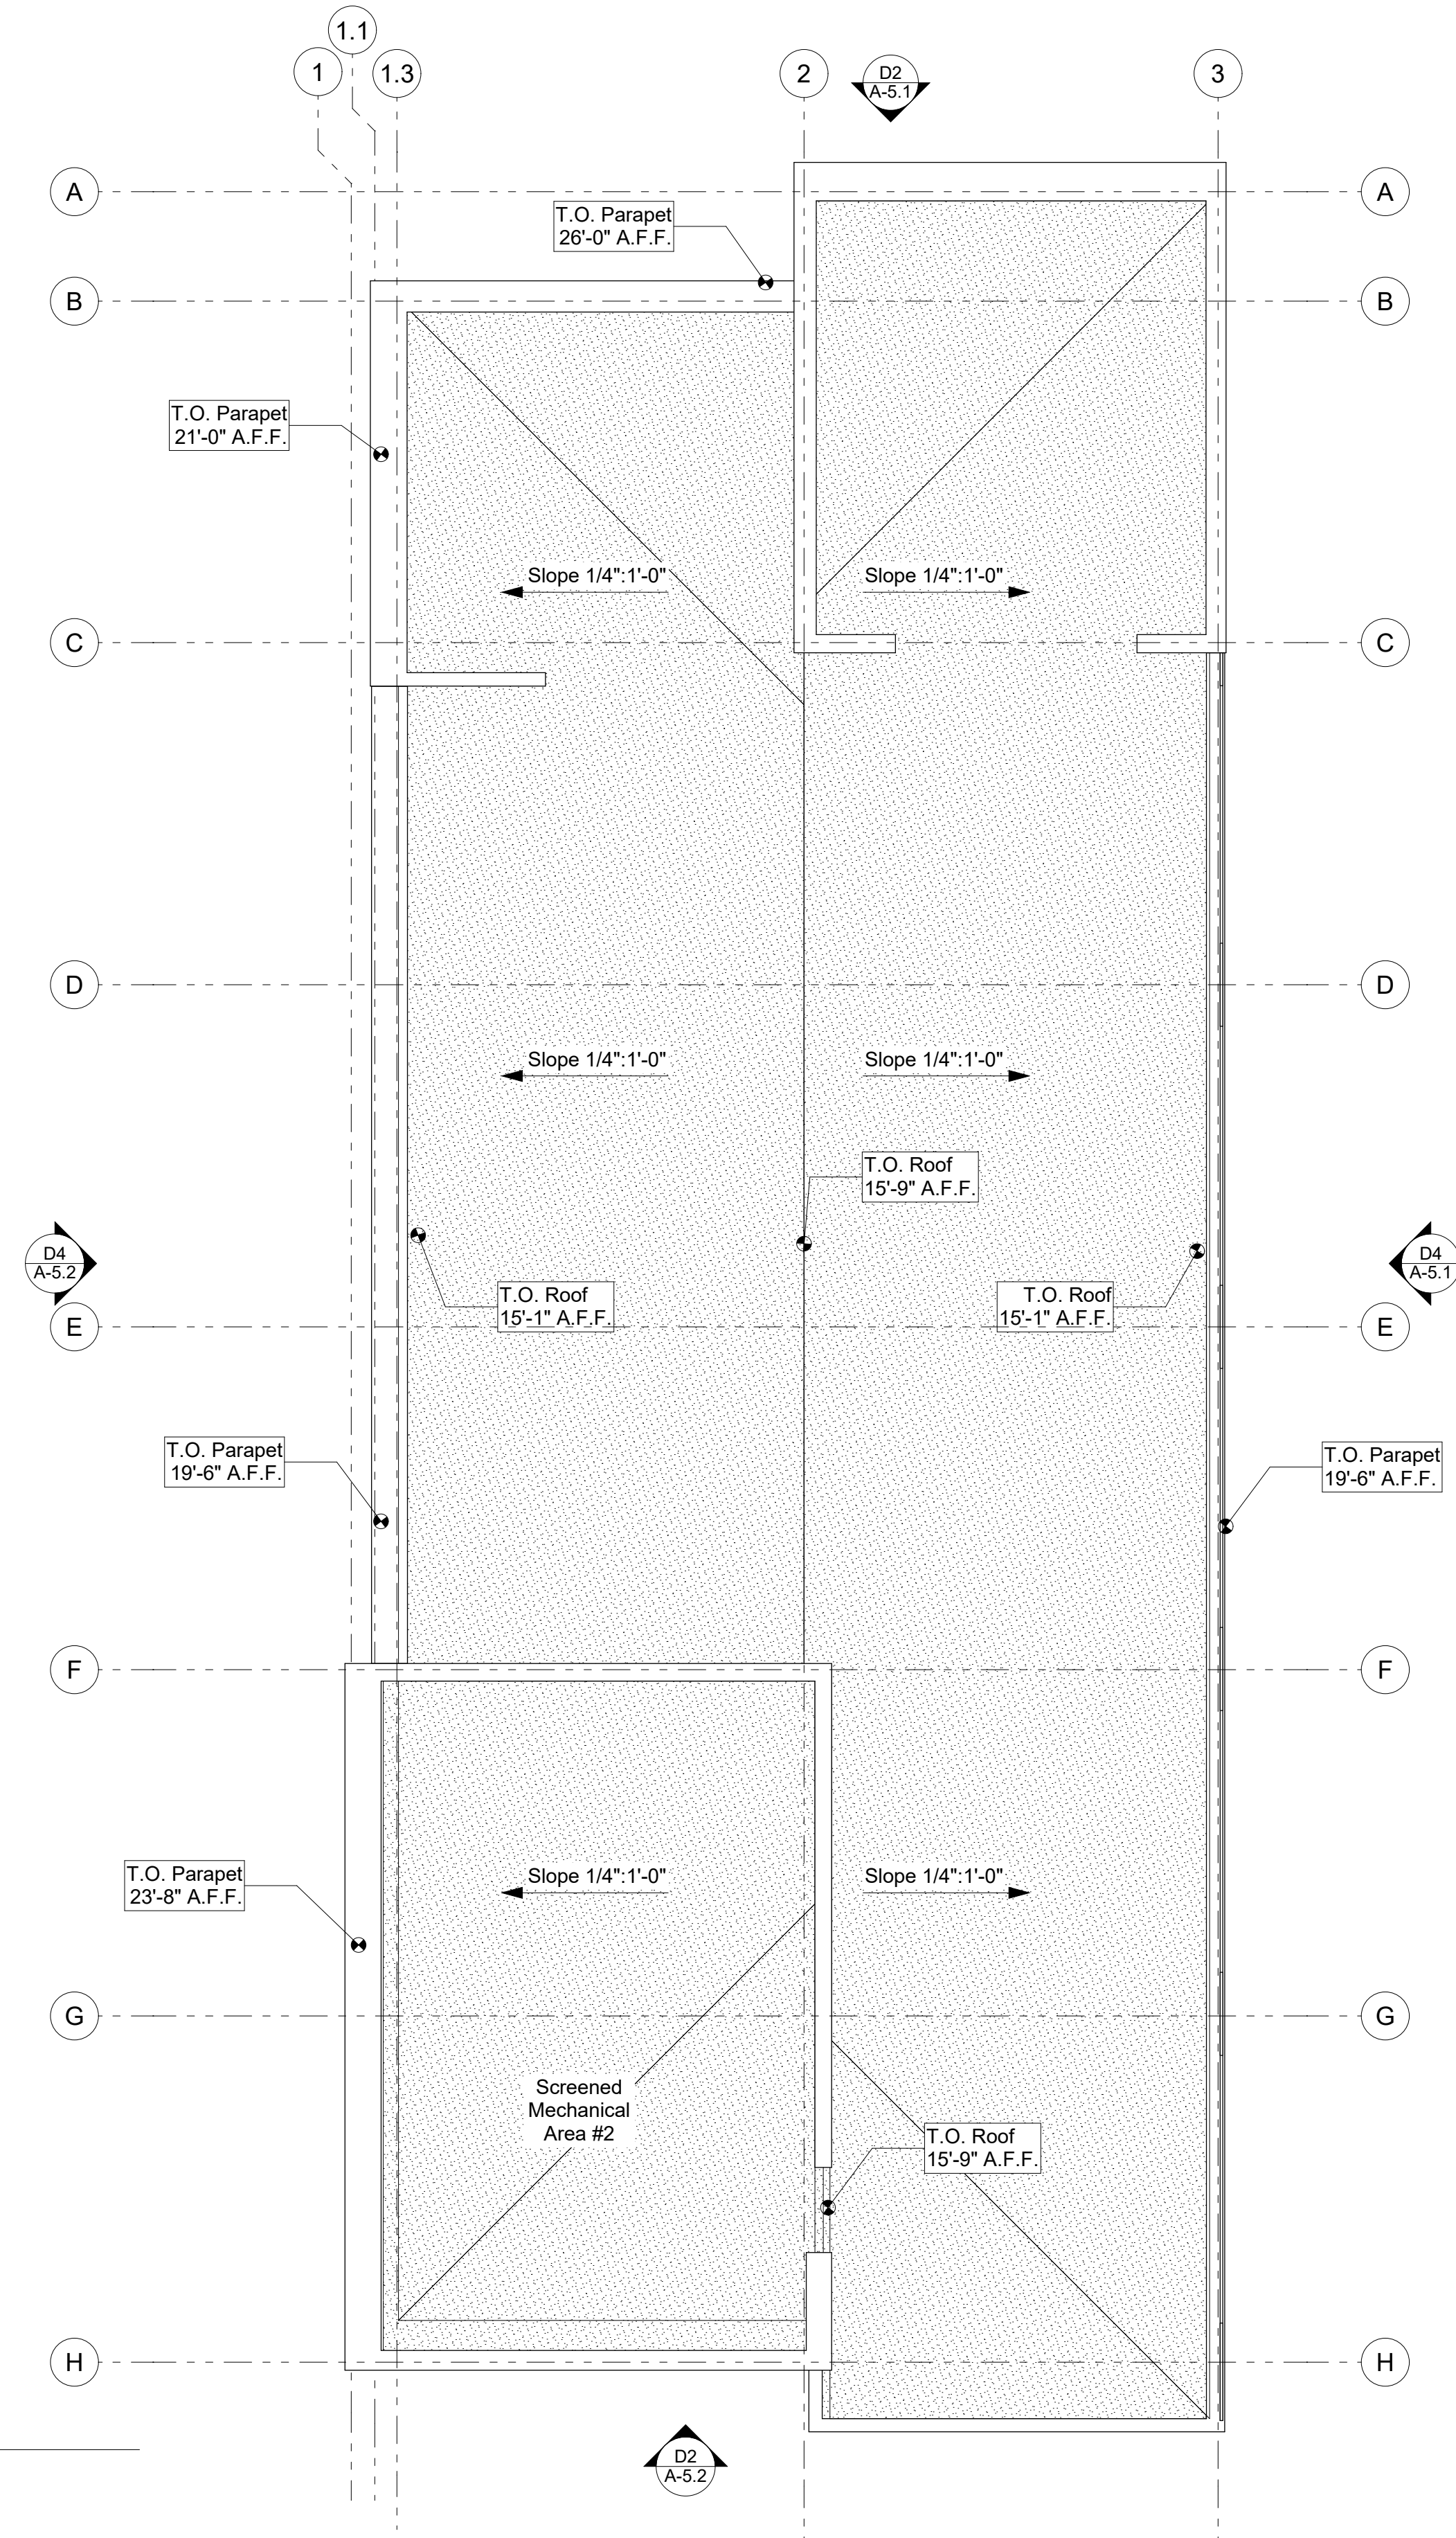 1.1
1
1.3
2
3
D2
A-5.1
A
A
T.O. Parapet
26'-0" A.F.F.
B
B
T.O. Parapet
21'-0" A.F.F.
Slope 1/4":1'-0"
Slope 1/4":1'-0"
C
C
D
D
Slope 1/4":1'-0"
Slope 1/4":1'-0"
T.O. Roof
15'-9" A.F.F.
D4
A-5.2
D4
A-5.1
T.O. Roof
15'-1" A.F.F.
T.O. Roof
15'-1" A.F.F.
E
E
T.O. Parapet
19'-6" A.F.F.
T.O. Parapet
19'-6" A.F.F.
F
F
T.O. Parapet
23'-8" A.F.F.
Slope 1/4":1'-0"
Slope 1/4":1'-0"
G
G
Screened
Mechanical
Area #2
T.O. Roof
15'-9" A.F.F.
H
H
D2
A-5.2